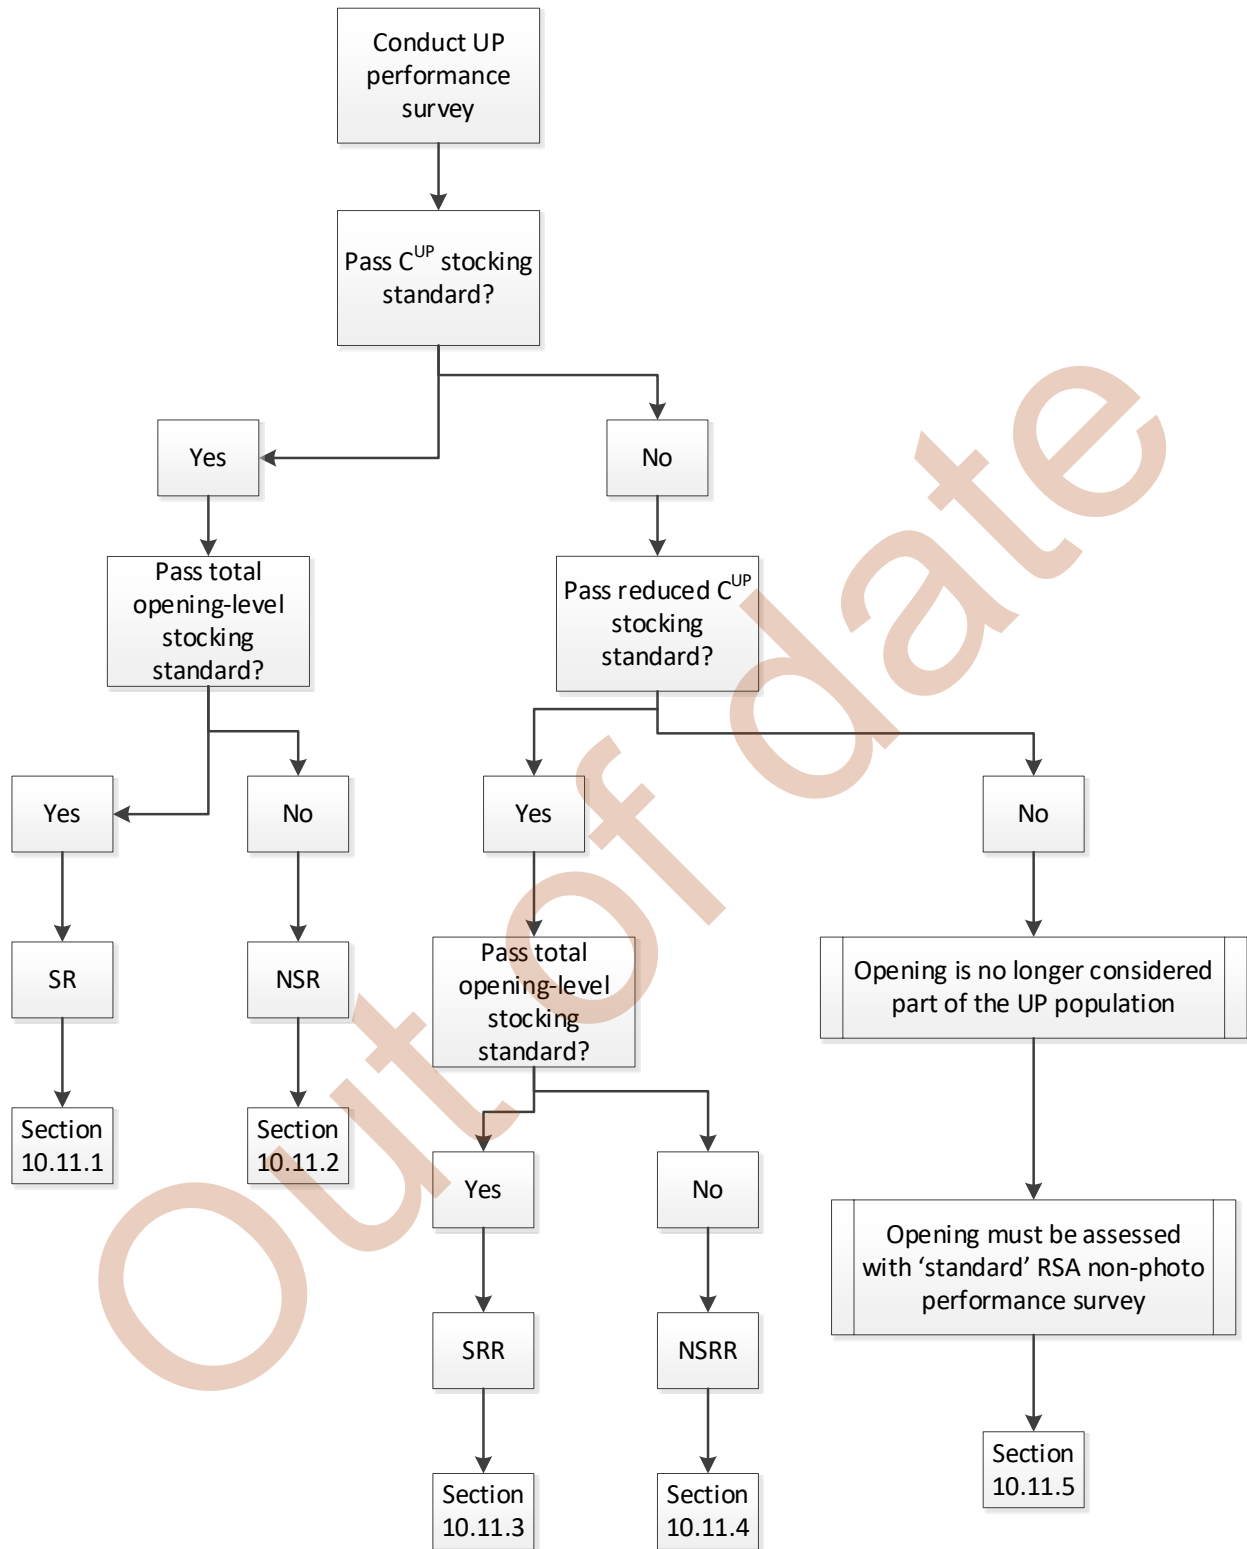 Conduct UP
performance
survey
Pass C^UP stocking
standard?
Yes
No
Pass total
opening-level
stocking
standard?
Pass reduced C^UP
stocking
standard?
Yes
No
Yes
No
SR
NSR
Pass total
opening-level
stocking
standard?
Opening is no longer considered
part of the UP population
Section
10.11.1
Section
10.11.2
Yes
No
Opening must be assessed
with ‘standard’ RSA non-photo
performance survey
SRR
NSRR
Section
10.11.3
Section
10.11.4
Section
10.11.5
Out of date